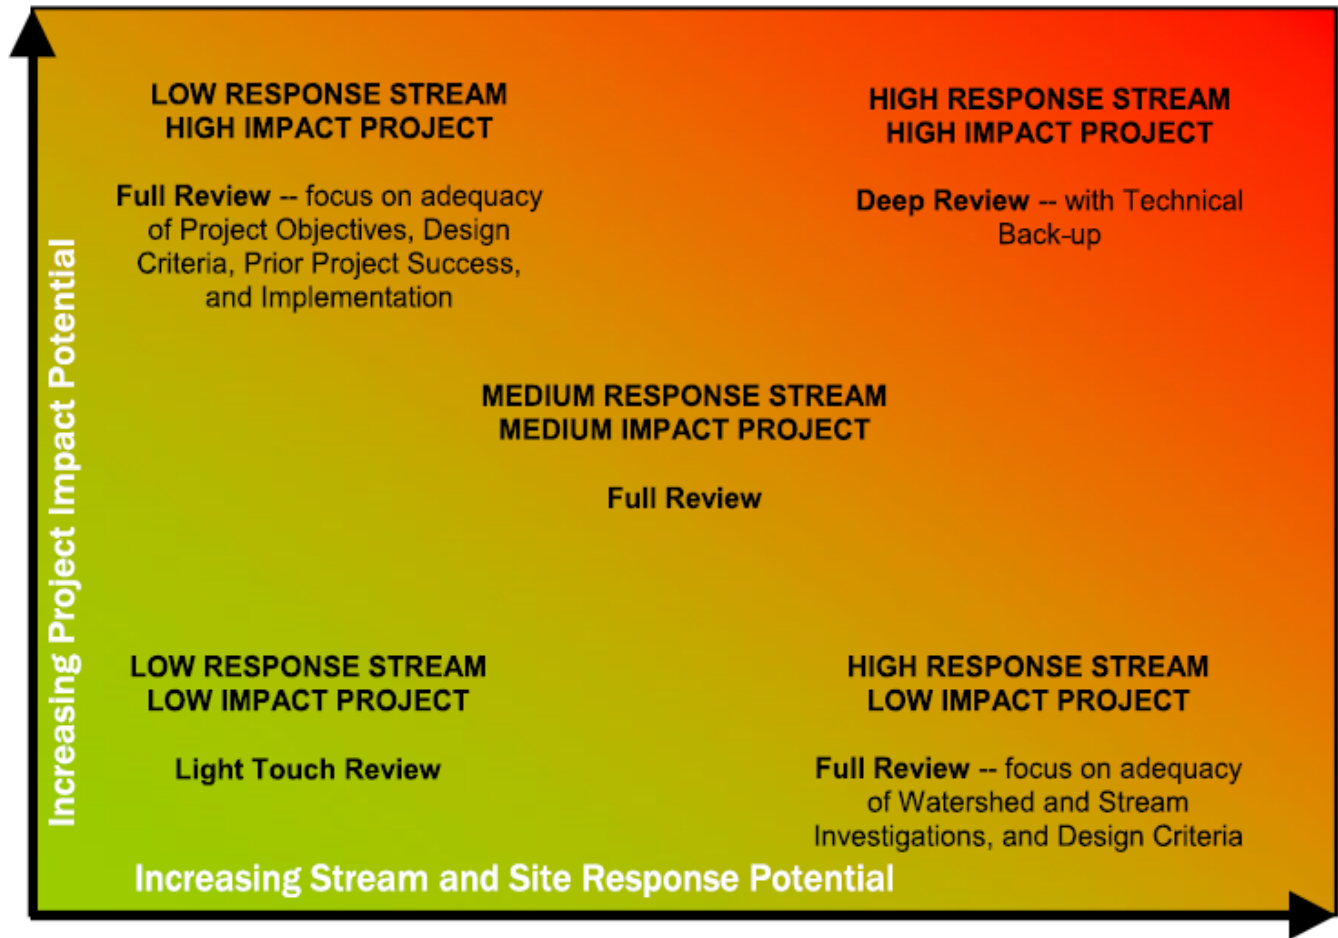 LOW RESPONSE STREAM
HIGH IMPACT PROJECT
Full Review -- focus on adequacy
of Project Objectives, Design
Criteria, Prior Project Success,
and Implementation
HIGH RESPONSE STREAM
HIGH IMPACT PROJECT
Deep Review -- with Technical
Back-up
MEDIUM RESPONSE STREAM
MEDIUM IMPACT PROJECT
Full Review
LOW RESPONSE STREAM
LOW IMPACT PROJECT
Light Touch Review
HIGH RESPONSE STREAM
LOW IMPACT PROJECT
Full Review -- focus on adequacy
of Watershed and Stream
Investigations, and Design Criteria
Increasing Project Impact Potential
Increasing Stream and Site Response Potential